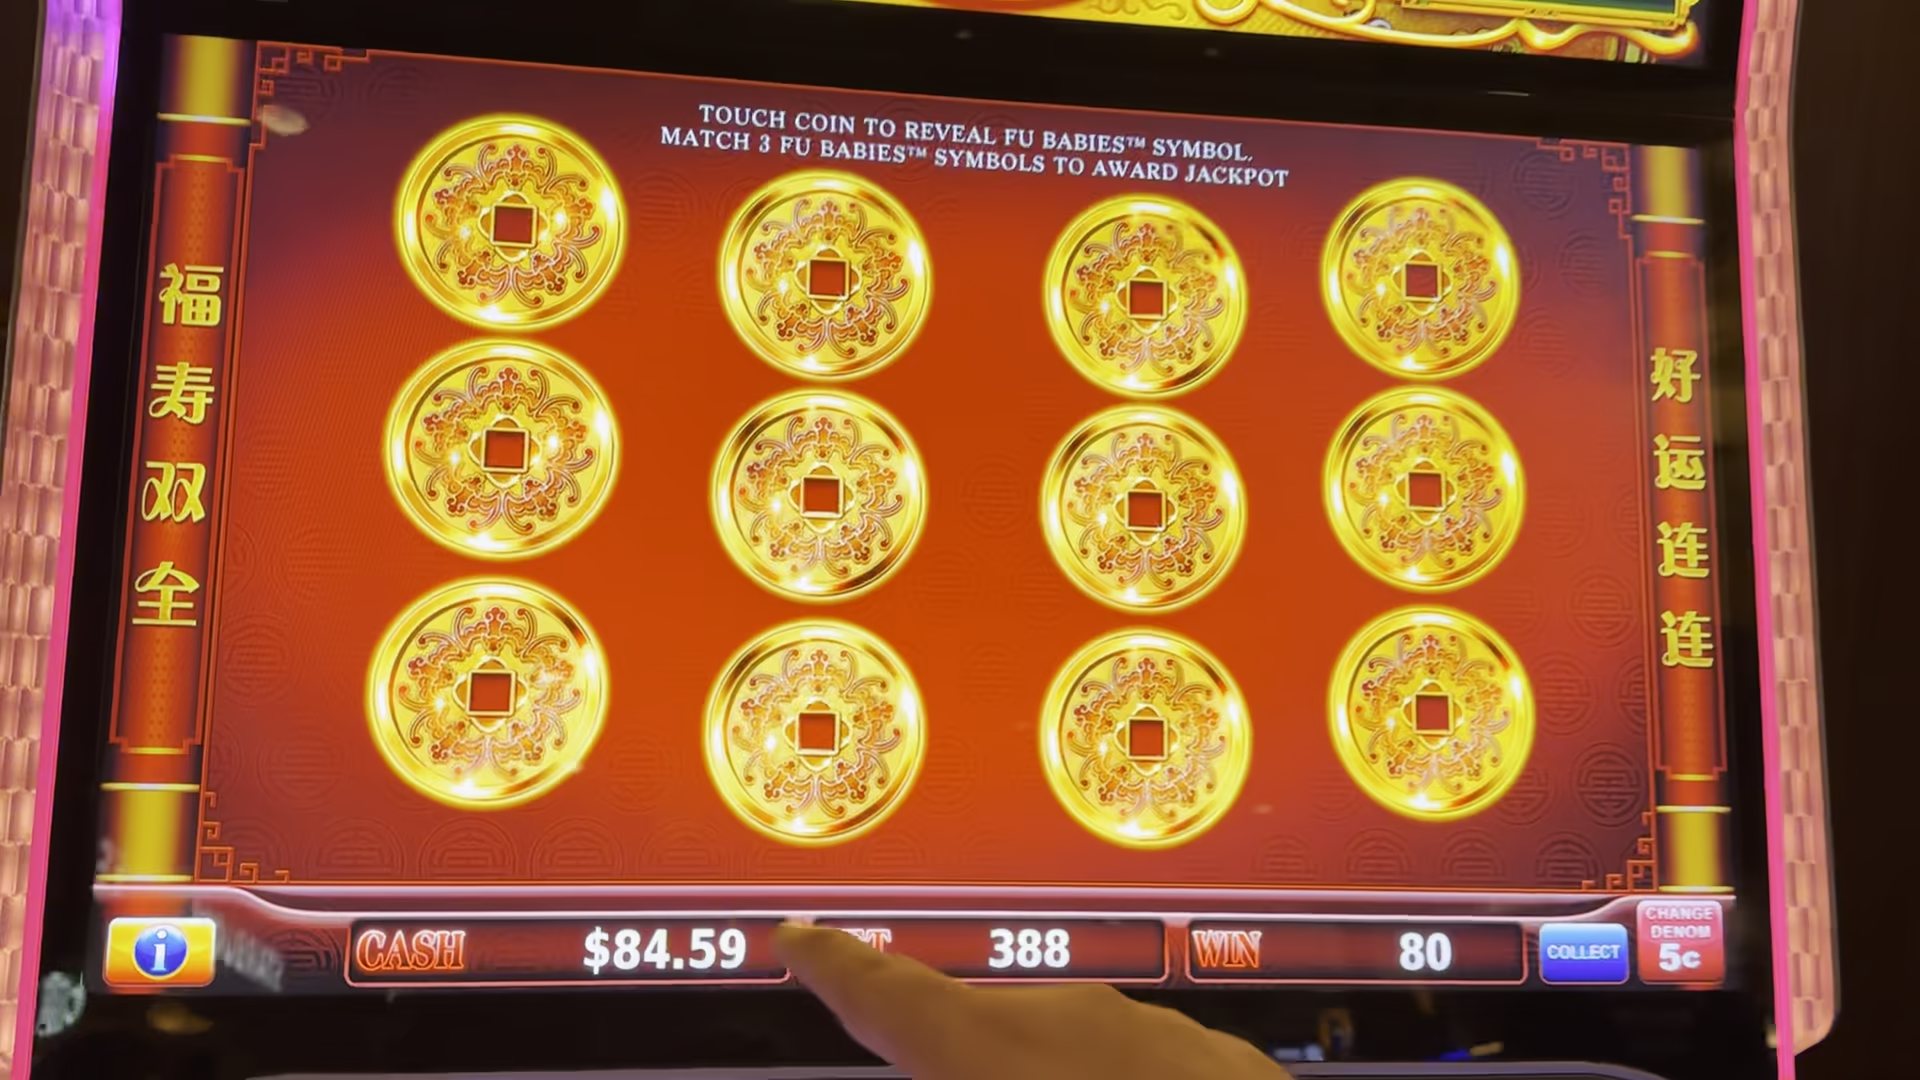 TOUCH COIN TO REVEAL FU BABIES™ SYMBOL.
MATCH 3 FU BABIES™ SYMBOLS TO AWARD JACKPOT
福寿双全
好运连连
CASH $84.59
388
WIN 80
COLLECT
CHANGE
DENOM
5¢
i